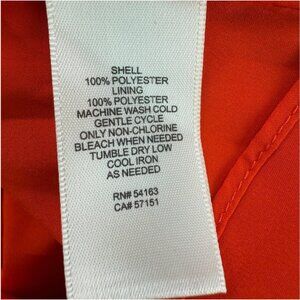 SHELL
100% POLYESTER
LINING
100% POLYESTER
MACHINE WASH COLD
GENTLE CYCLE
ONLY NON-CHLORINE
BLEACH WHEN NEEDED
TUMBLE DRY LOW
COOL IRON
AS NEEDED
RN# 54163
CA# 57151